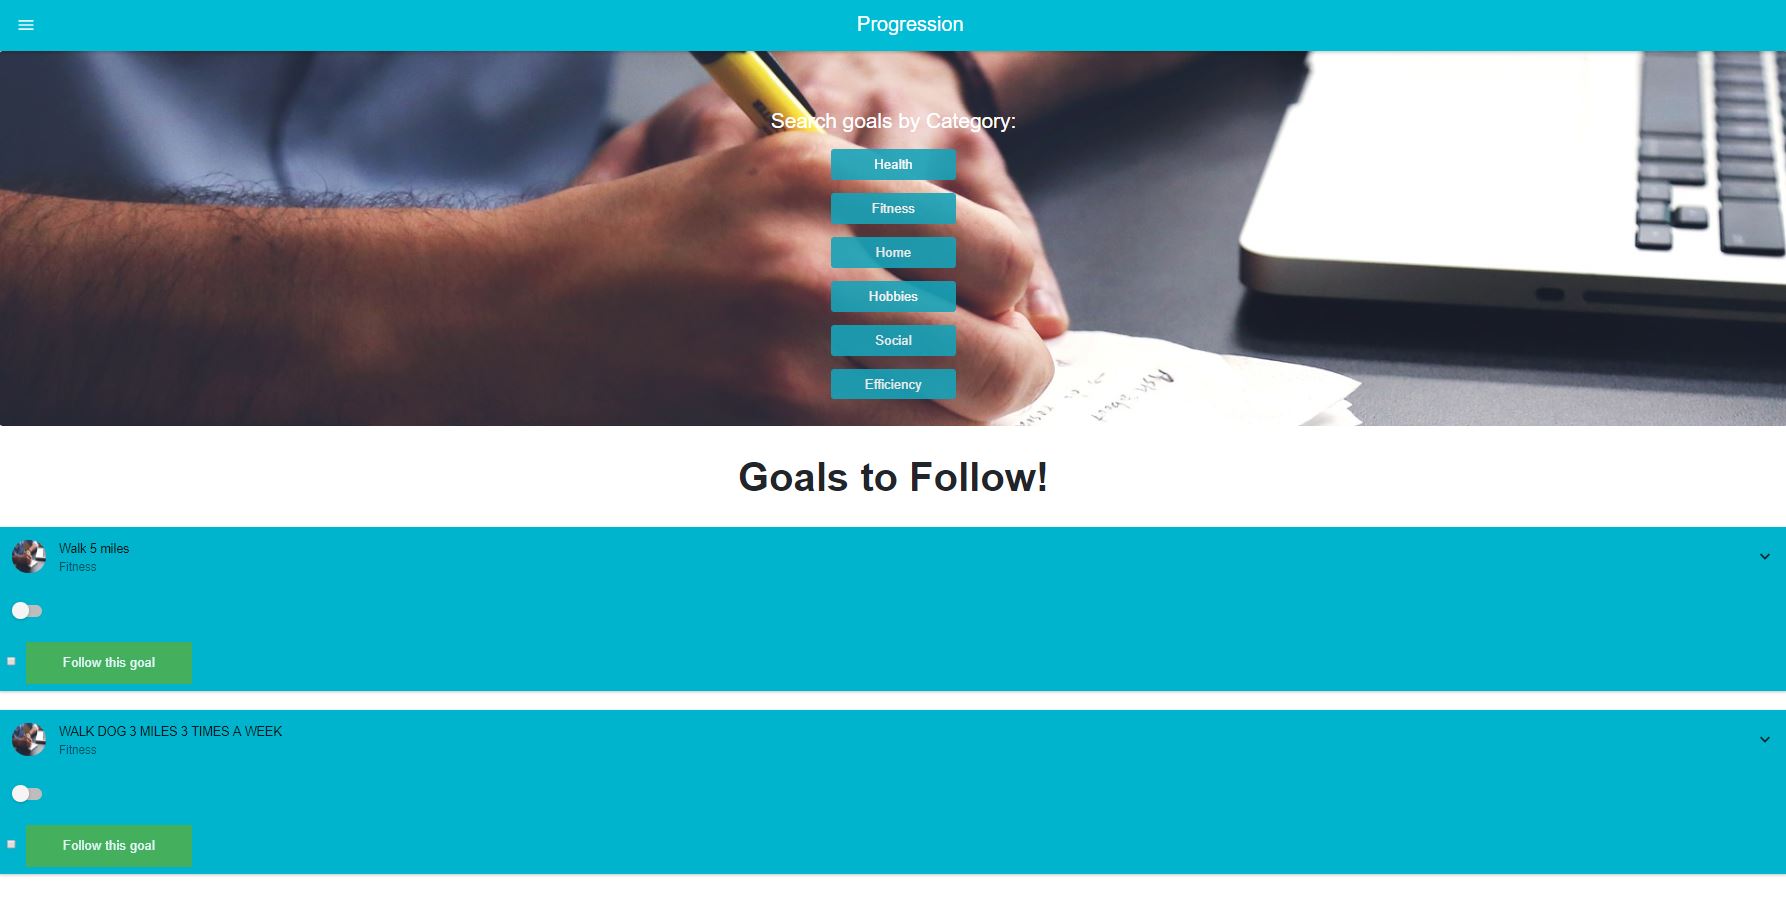 Progression
Search goals by Category:
Health
Fitness
Home
Hobbies
Social
Efficiency
Goals to Follow!
Walk 5 miles
Fitness
Follow this goal
WALK DOG 3 MILES 3 TIMES A WEEK
Fitness
Follow this goal